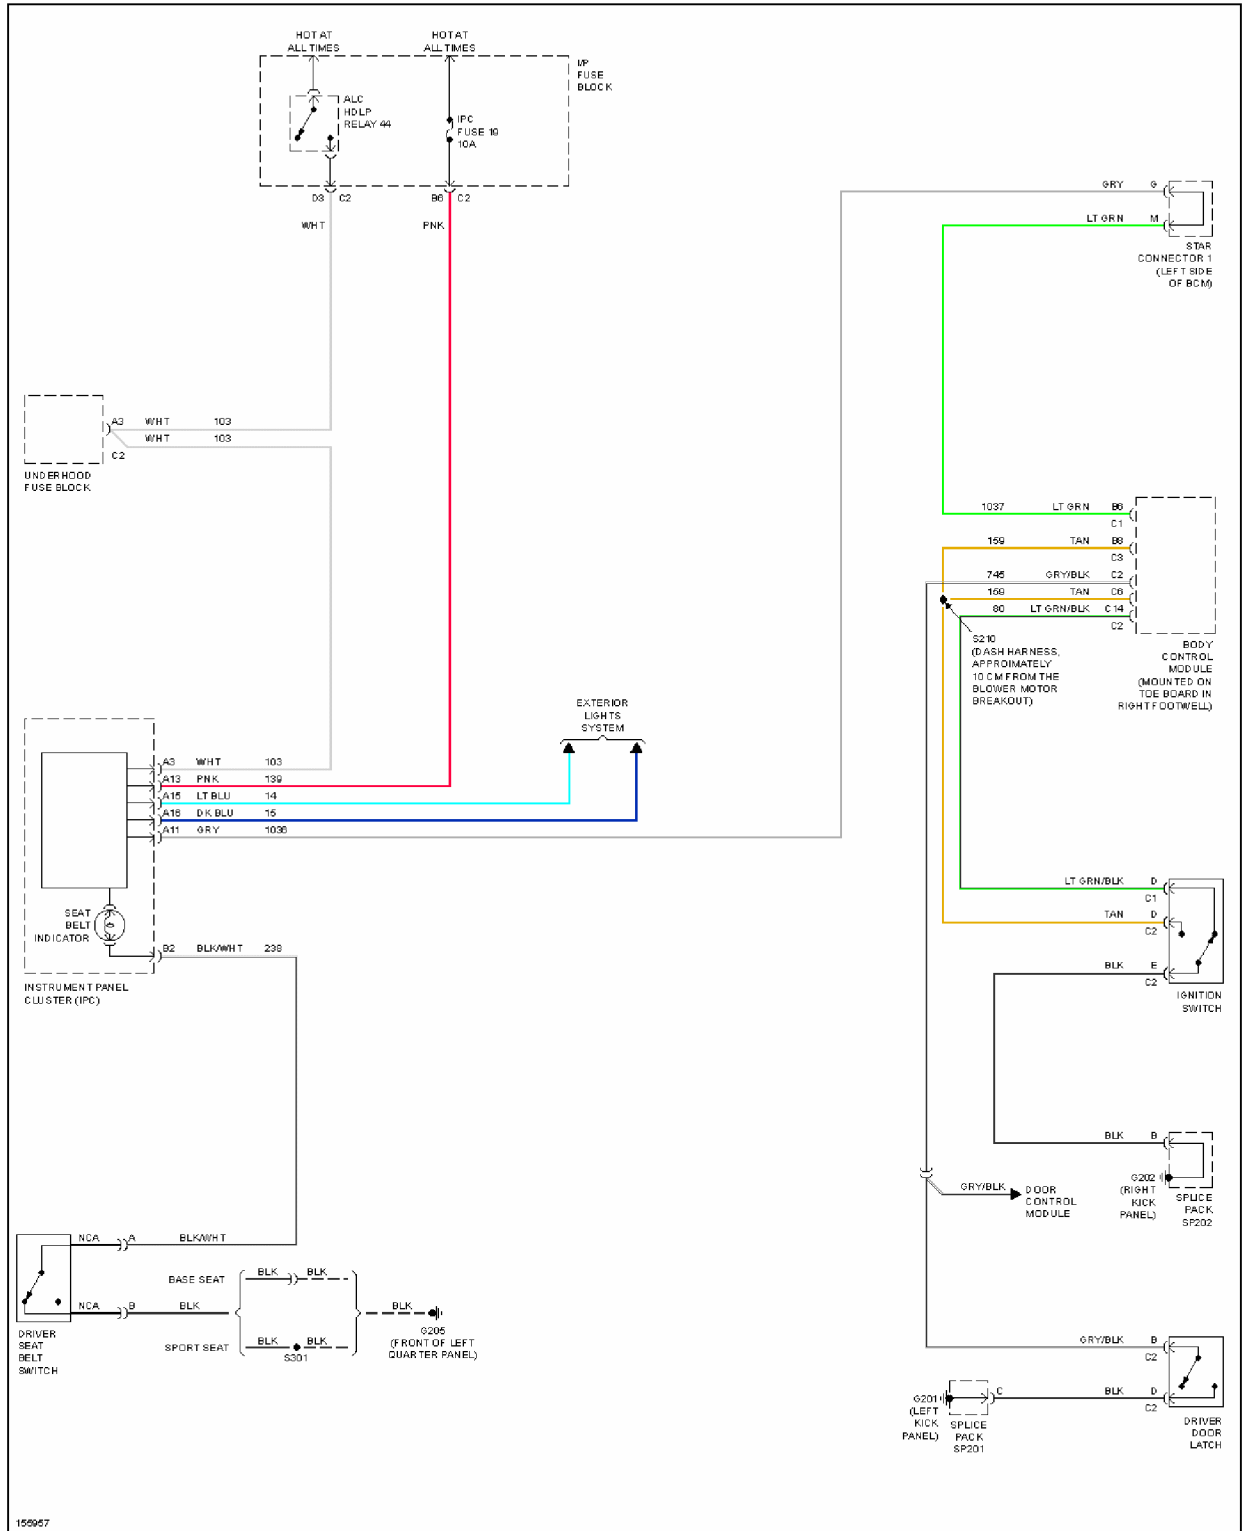 HOT AT
ALL TIMES
HOT AT
ALL TIMES
I/P
FUSE
BLOCK
ALC
HDLP
RELAY 44
IPC
FUSE 19
10A
D3 C2
B6 C2
WHT
PNK
GRY G
LT GRN M
STAR
CONNECTOR 1
(LEFT SIDE
OF BCM)
A3 WHT 103
WHT 103
C2
UNDERHOOD
FUSE BLOCK
1037 LT GRN B6
C1
159 TAN B8
C3
745 GRY/BLK C2
159 TAN C6
80 LT GRN/BLK C14
C2
S210
(DASH HARNESS,
APPROIMATELY
10 CM FROM THE
BLOWER MOTOR
BREAKOUT)
BODY
CONTROL
MODULE
(MOUNTED ON
TOE BOARD IN
RIGHT FOOTWELL)
EXTERIOR
LIGHTS
SYSTEM
A3 WHT 103
A13 PNK 139
A15 LT BLU 14
A16 DK BLU 15
A11 GRY 1036
SEAT
BELT
INDICATOR
B2 BLK/WHT 238
INSTRUMENT PANEL
CLUSTER (IPC)
LT GRN/BLK D
C1
TAN D
C2
BLK E
C2
IGNITION
SWITCH
BLK B
G202
(RIGHT
KICK
PANEL)
SPLICE
PACK
SP202
GRY/BLK
DOOR
CONTROL
MODULE
NCA A BLK/WHT
NCA B BLK
DRIVER
SEAT
BELT
SWITCH
BASE SEAT BLK BLK
SPORT SEAT BLK BLK
S301
BLK
G205
(FRONT OF LEFT
QUARTER PANEL)
GRY/BLK B
C2
BLK D
C2
C
G201
(LEFT
KICK
PANEL)
SPLICE
PACK
SP201
DRIVER
DOOR
LATCH
155957